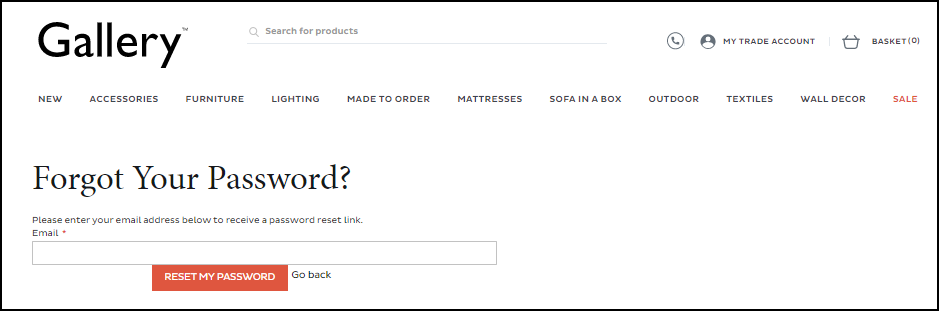 Gallery™
Search for products
MY TRADE ACCOUNT
BASKET(0)
NEW ACCESSORIES FURNITURE LIGHTING MADE TO ORDER MATTRESSES SOFA IN A BOX OUTDOOR TEXTILES WALL DECOR SALE
Forgot Your Password?
Please enter your email address below to receive a password reset link.
Email *
RESET MY PASSWORD Go back